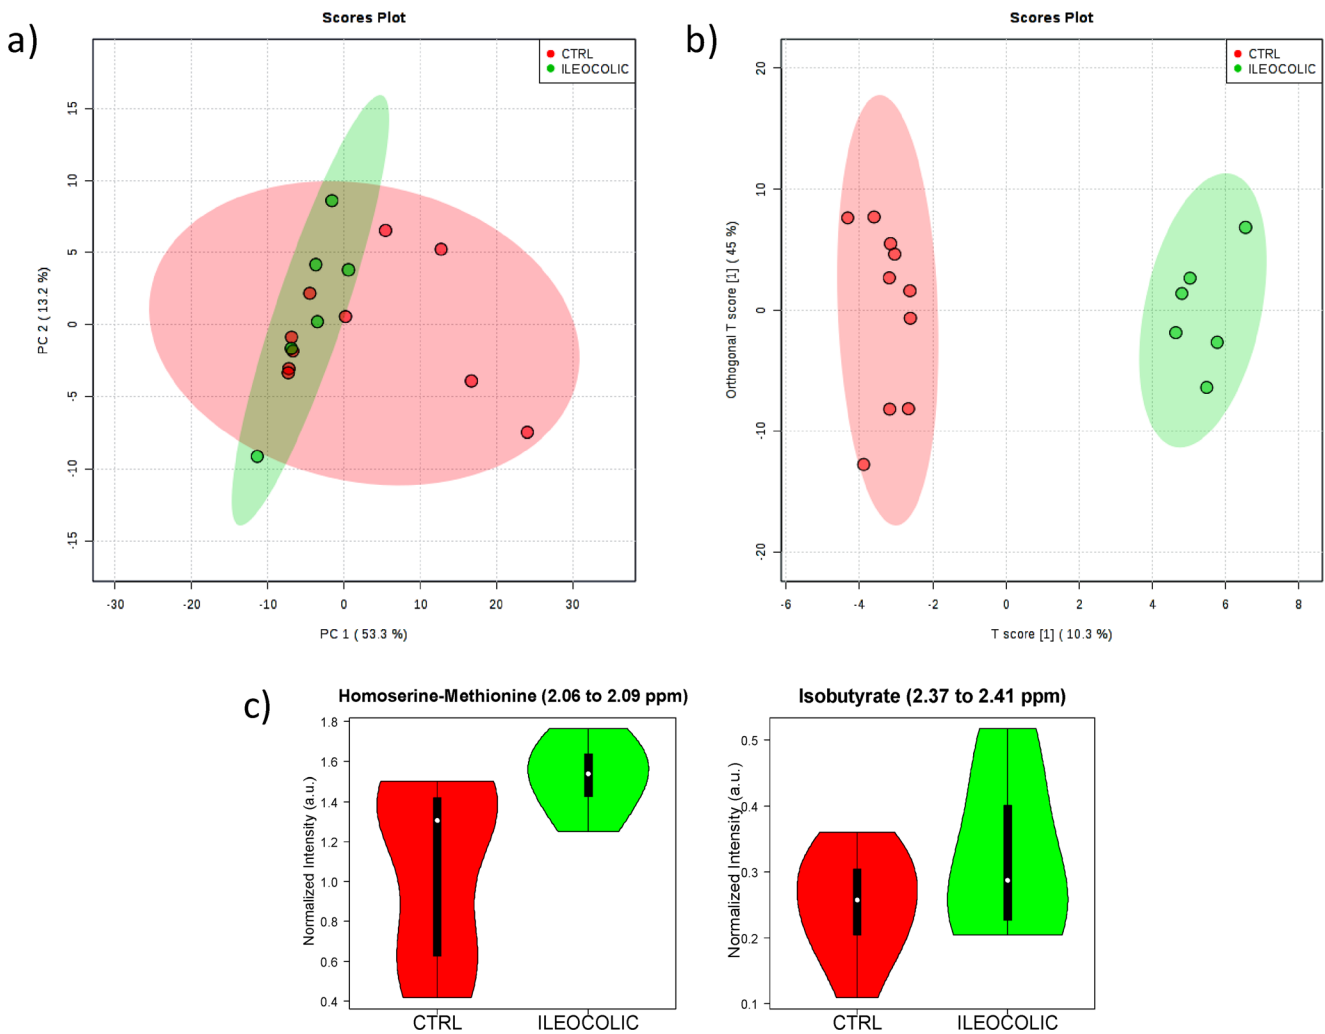 a)
Scores Plot
CTRL
ILEOCOLIC
PC 2 ( 13.2 %)
15
10
5
0
5
-10
-15
-30
-20
-10
0
10
20
30
PC 1 ( 53.3 %)
b)
Scores Plot
CTRL
ILEOCOLIC
Orthogonal T score [1] ( 45 %)
20
10
0
-10
-20
-6
-4
-2
0
2
4
6
8
T score [1] ( 10.3 %)
c)
Homoserine-Methionine (2.06 to 2.09 ppm)
Normalized Intensity (a.u.)
1.8
1.6
1.4
1.2
1.0
0.8
0.6
0.4
CTRL
ILEOCOLIC
Isobutyrate (2.37 to 2.41 ppm)
Normalized Intensity (a.u.)
0.5
0.4
0.3
0.2
0.1
CTRL
ILEOCOLIC